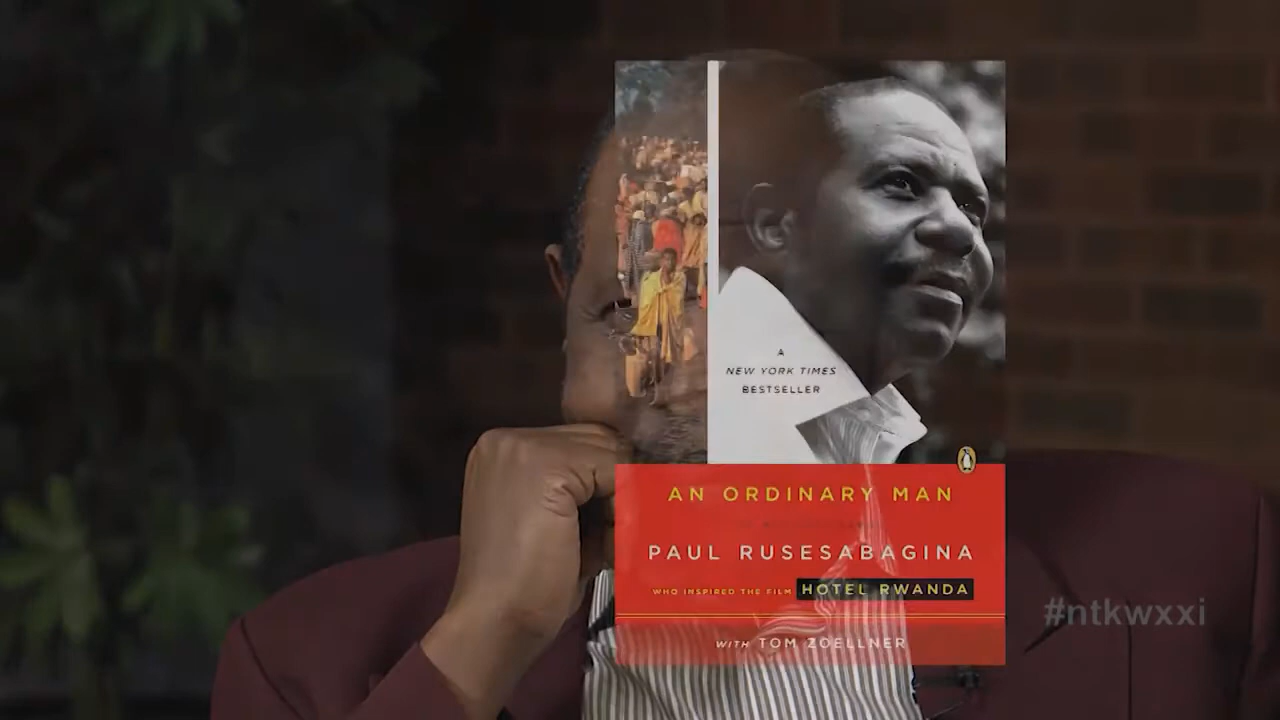 A
NEW YORK TIMES
BESTSELLER
AN ORDINARY MAN
PAUL RUSESABAGINA
WHO INSPIRED THE FILM HOTEL RWANDA
WITH TOM ZOELLNER
#ntkwxxi